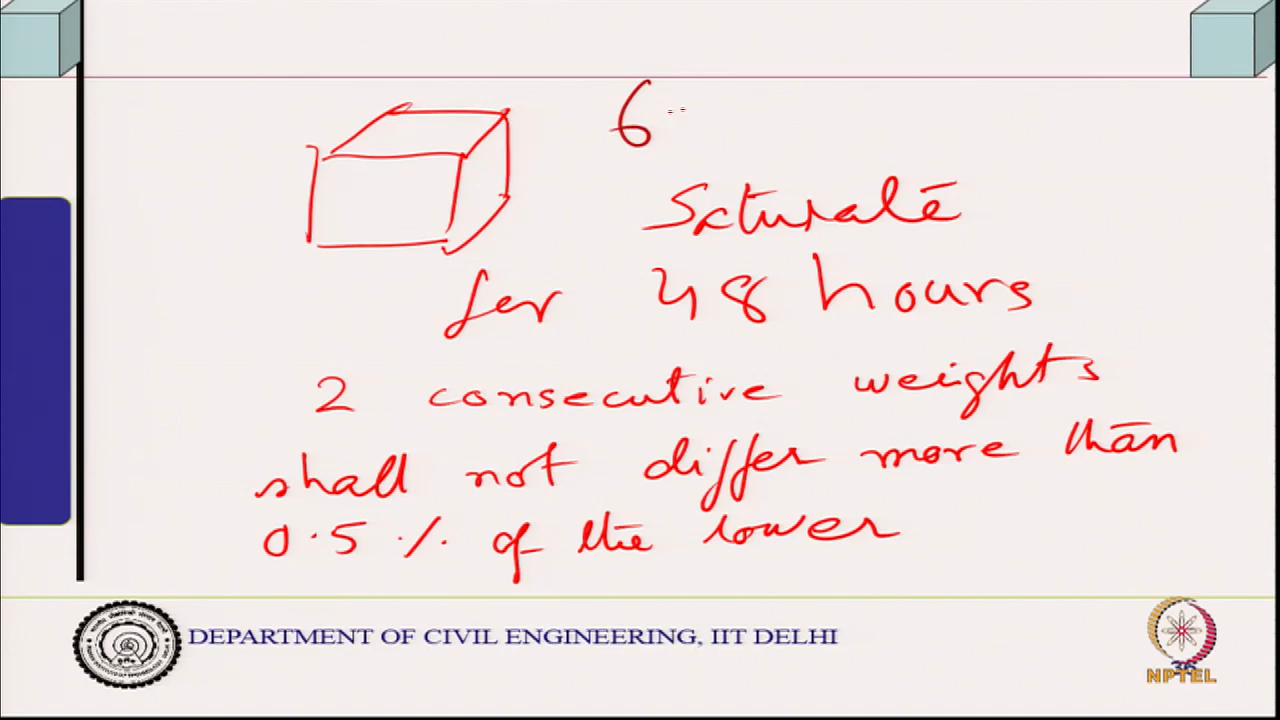 6
Saturate
for 48 hours
2 consecutive weights
shall not differ more than
0.5 % of the lower
DEPARTMENT OF CIVIL ENGINEERING, IIT DELHI
NPTEL